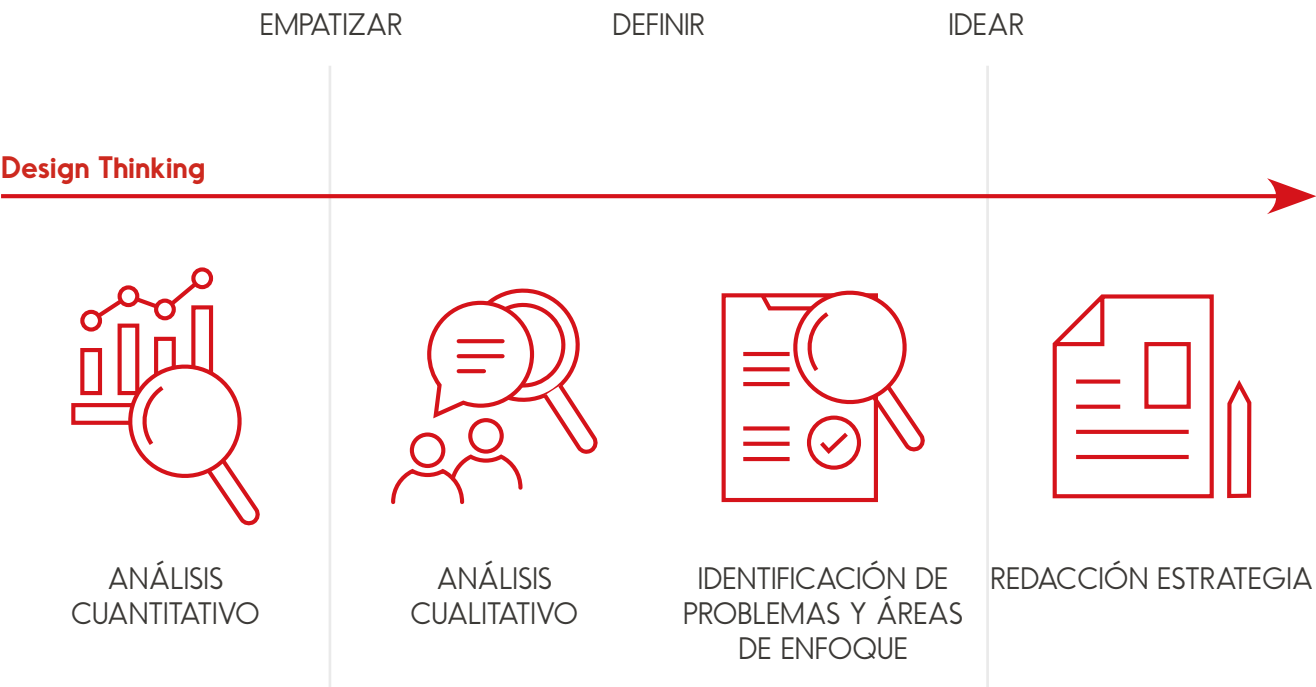 EMPATIZAR
DEFINIR
IDEAR
Design Thinking
ANÁLISIS
CUANTITATIVO
ANÁLISIS
CUALITATIVO
IDENTIFICACIÓN DE
PROBLEMAS Y ÁREAS
DE ENFOQUE
REDACCIÓN ESTRATEGIA